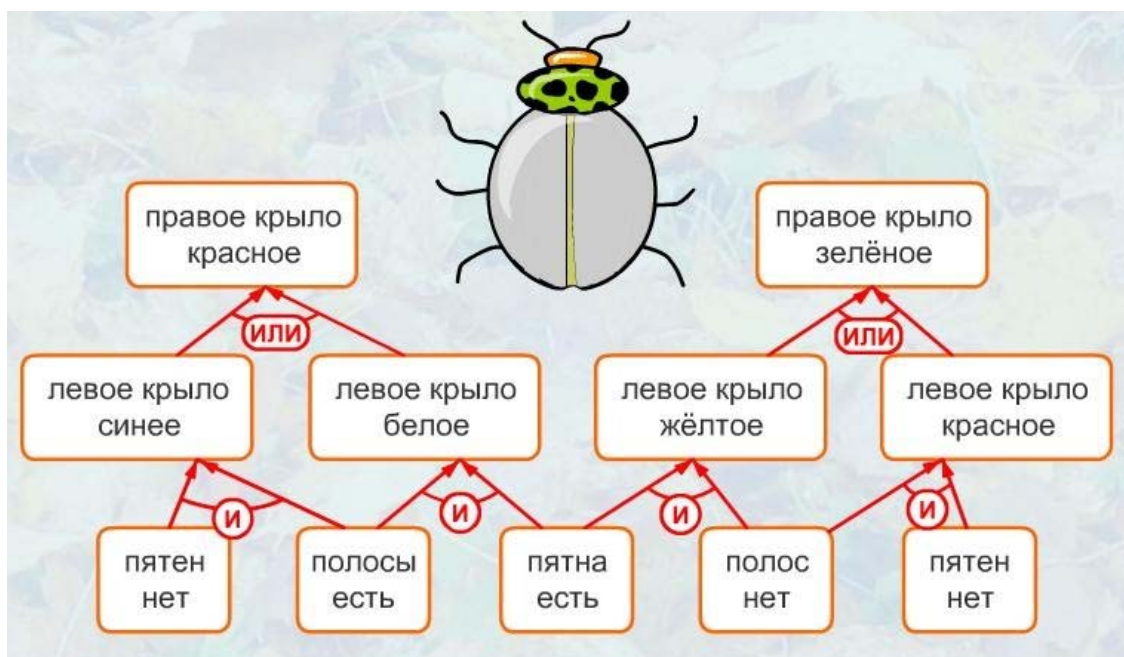 правое крыло
красное
правое крыло
зелёное
ИЛИ
ИЛИ
левое крыло
синее
левое крыло
белое
левое крыло
жёлтое
левое крыло
красное
И
И
И
И
пятен
нет
полосы
есть
пятна
есть
полос
нет
пятен
нет